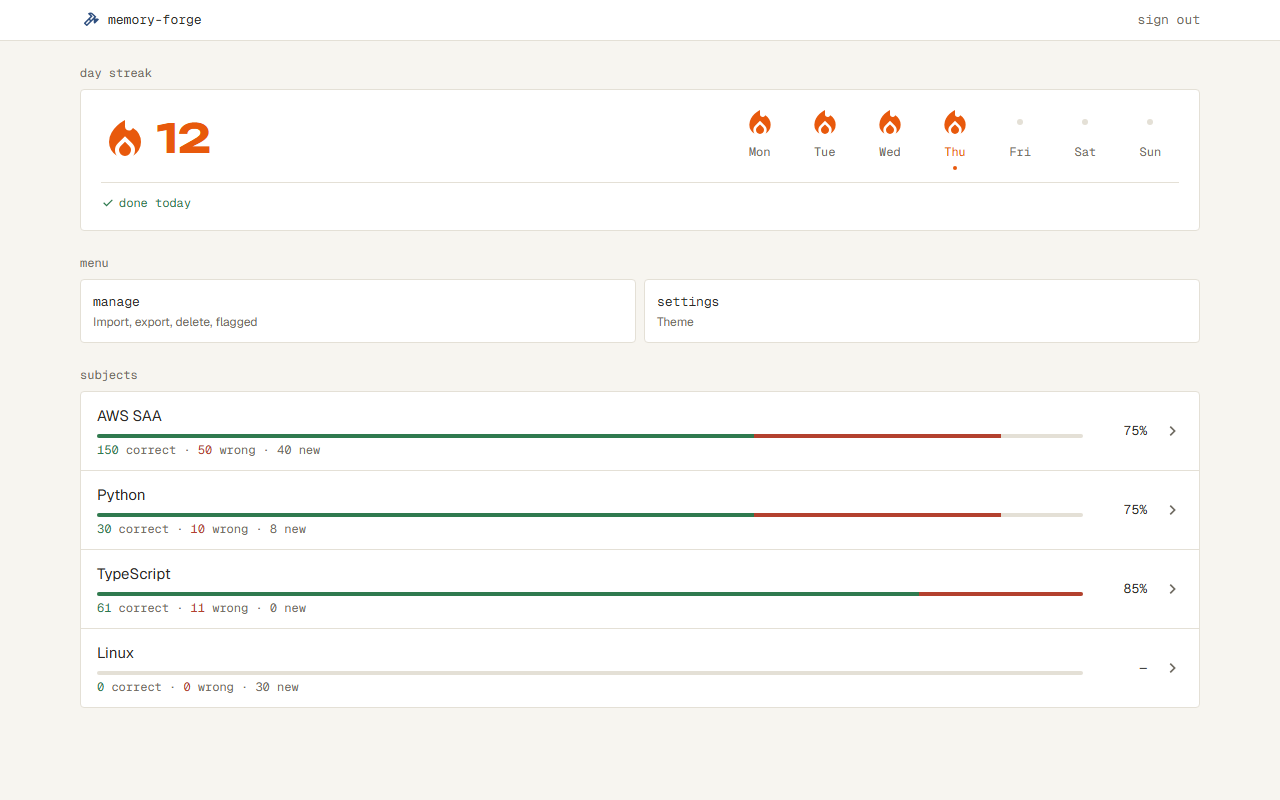 memory-forge
sign out
day streak
12
Mon Tue Wed Thu Fri Sat Sun
done today
menu
manage
Import, export, delete, flagged
settings
Theme
subjects
AWS SAA
75%
150 correct · 50 wrong · 40 new
Python
75%
30 correct · 10 wrong · 8 new
TypeScript
85%
61 correct · 11 wrong · 0 new
Linux
–
0 correct · 0 wrong · 30 new